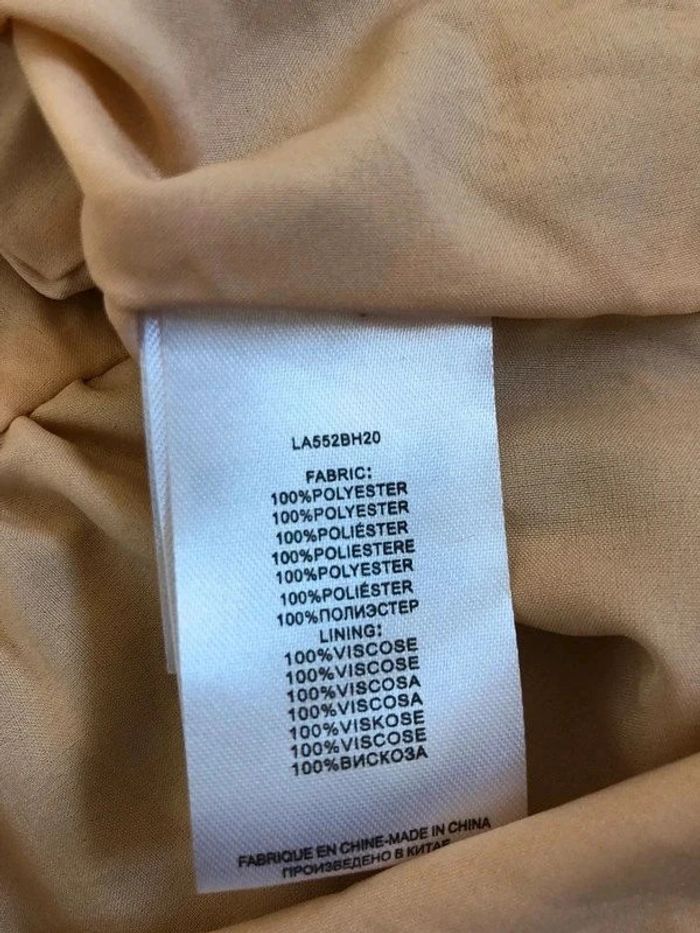 LA552BH20
FABRIC:
100%POLYESTER
100%POLYESTER
100%POLIÉSTER
100%POLIESTERE
100%POLYESTER
100%POLIÉSTER
100%ПОЛИЭСТЕР
LINING:
100%VISCOSE
100%VISCOSE
100%VISCOSA
100%VISCOSA
100%VISKOSE
100%VISCOSE
100%ВИСКОЗА
FABRIQUE EN CHINE-MADE IN CHINA
ПРОИЗВЕДЕНО В КИТАЕ